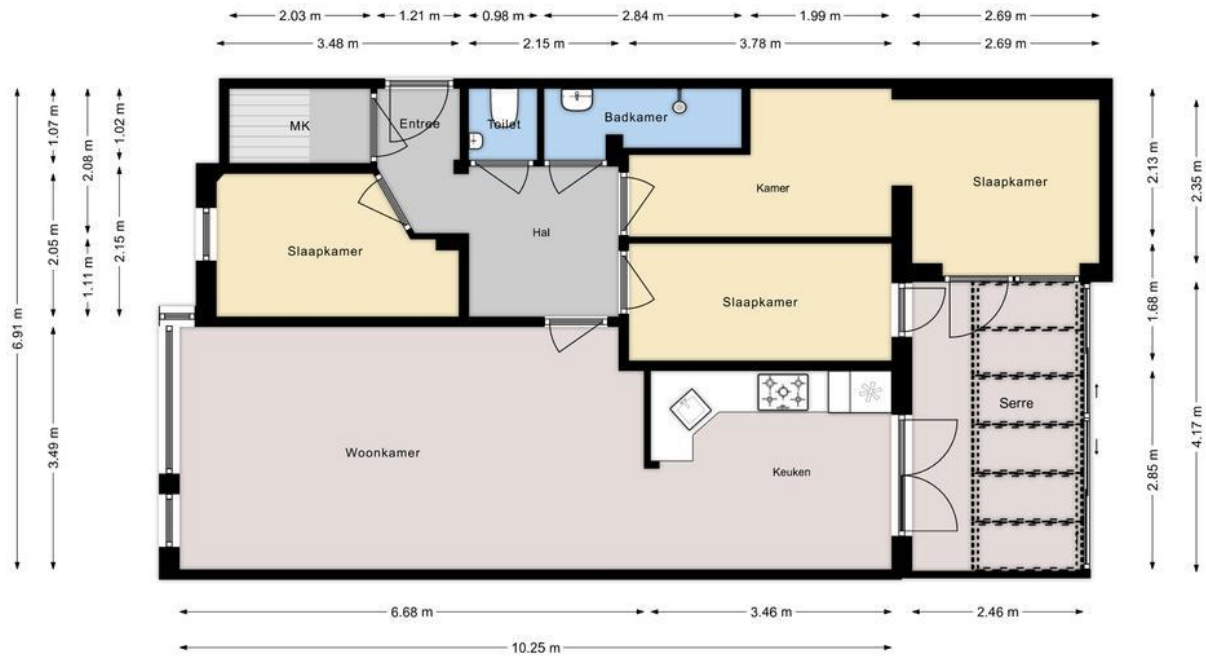 2.03 m 1.21 m 0.98 m 2.84 m 1.99 m 2.69 m
3.48 m 2.15 m 3.78 m 2.69 m
6.91 m
1.07 m
2.05 m
3.49 m
2.08 m
1.11 m
1.02 m
2.15 m
MK
Entree
Toilet
Badkamer
Kamer
Slaapkamer
Slaapkamer
Hal
Slaapkamer
Woonkamer
Keuken
Serre
2.13 m
1.68 m
2.85 m
2.35 m
4.17 m
6.68 m 3.46 m 2.46 m
10.25 m